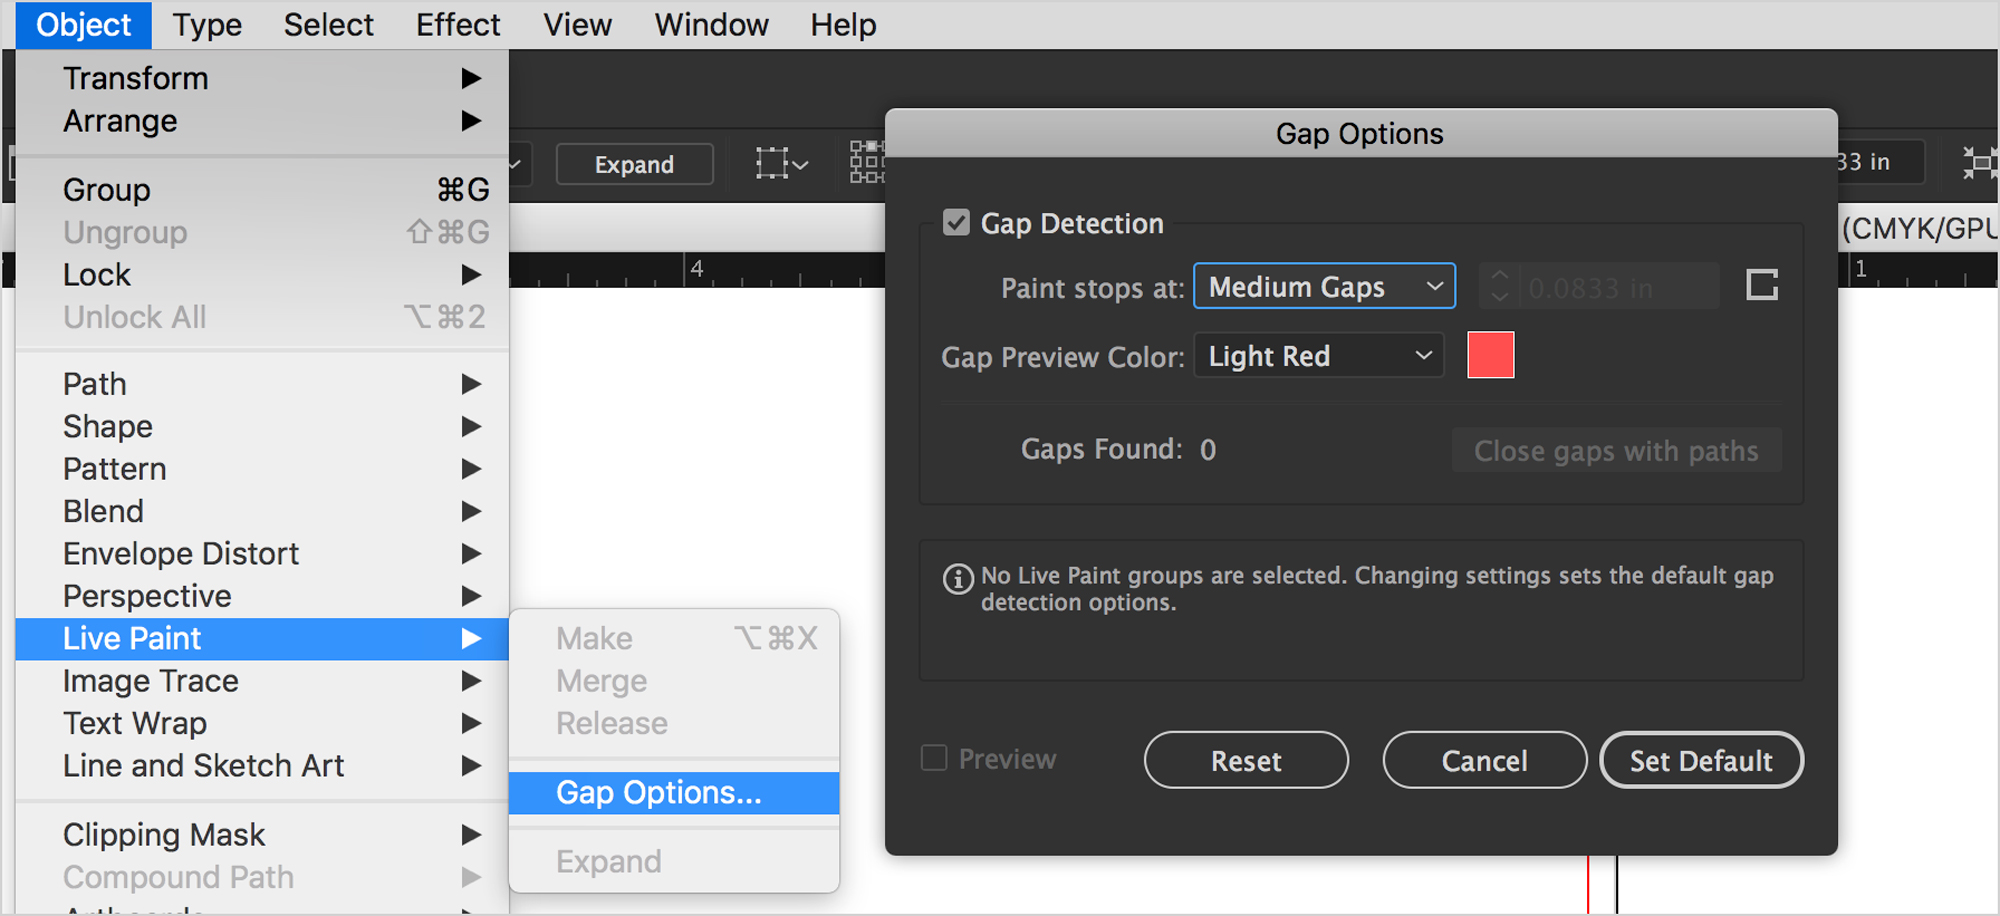 Object Type Select Effect View Window Help
Transform
Arrange
Group ⌘G
Ungroup ⇧⌘G
Lock
Unlock All ⌥⌘2
Path
Shape
Pattern
Blend
Envelope Distort
Perspective
Live Paint
Image Trace
Text Wrap
Line and Sketch Art
Clipping Mask
Compound Path
Make ⌥⌘X
Merge
Release
Gap Options...
Expand
Expand
33 in
(CMYK/GPU
4
1
Gap Options
Gap Detection
Paint stops at: Medium Gaps 0.0833 in
Gap Preview Color: Light Red
Gaps Found: 0 Close gaps with paths
No Live Paint groups are selected. Changing settings sets the default gap
detection options.
Preview Reset Cancel Set Default